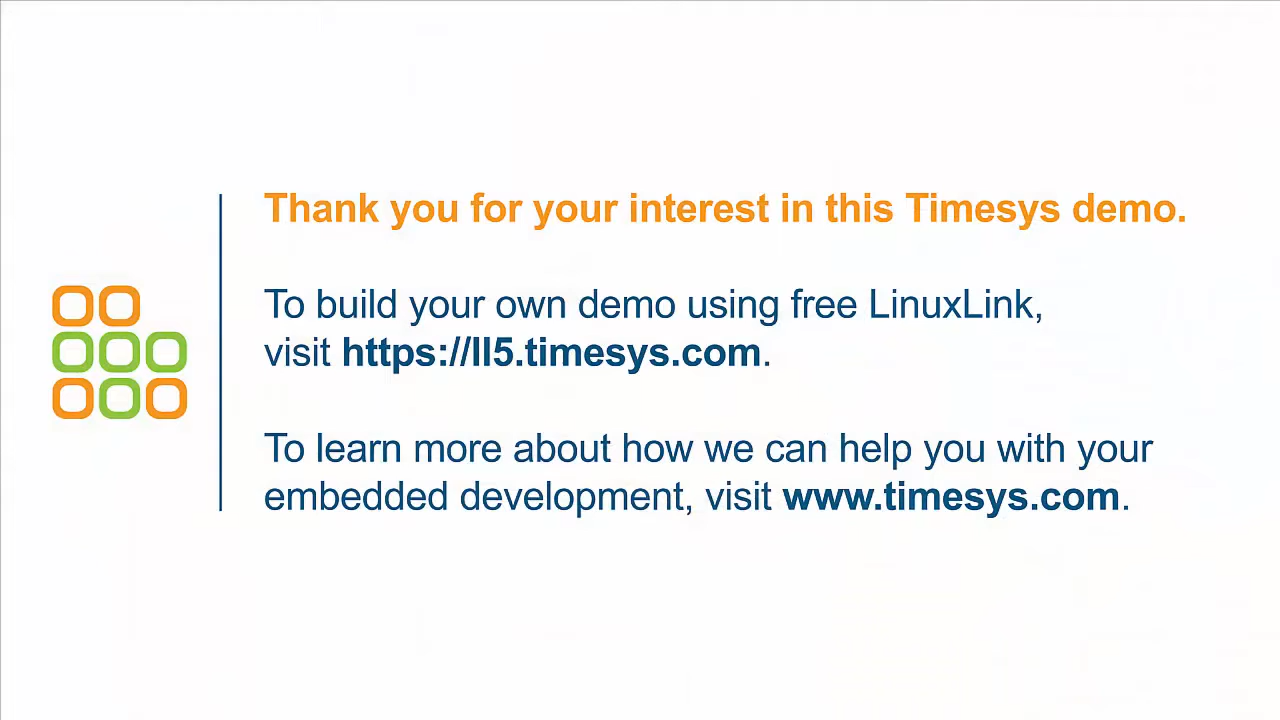 Thank you for your interest in this Timesys demo.
To build your own demo using free LinuxLink,
visit https://ll5.timesys.com.
To learn more about how we can help you with your
embedded development, visit www.timesys.com.